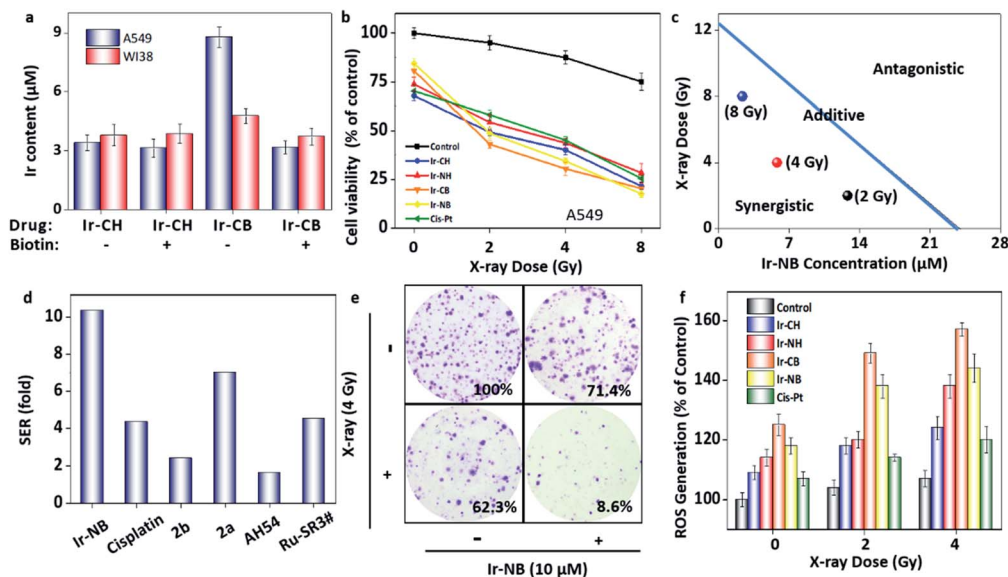 a
Ir content (μM)
9
6
3
0
A549
WI38
Drug: Ir-CH Ir-CH Ir-CB Ir-CB
Biotin: - + - +
b
Cell viability (% of control)
100
75
50
25
0
Control
Ir-CH
Ir-NH
Ir-CB
Ir-NB
Cis-Pt
A549
0 2 4 8
X-ray Dose (Gy)
c
X-ray Dose (Gy)
12
8
4
0
Antagonistic
Additive
(8 Gy)
(4 Gy)
Synergistic
(2 Gy)
7 14 21 28
Ir-NB Concentration (μM)
d
SER (fold)
10
8
6
4
2
0
Ir-NB Cisplatin 2b 2a AH54 Ru-SR3#
e
X-ray (4 Gy)
- +
100% 71.4%
62.3% 8.6%
- +
Ir-NB (10 μM)
f
ROS Generation (% of Control)
160
140
120
100
Control
Ir-CH
Ir-NH
Ir-CB
Ir-NB
Cis-Pt
0 2 4
X-ray Dose (Gy)